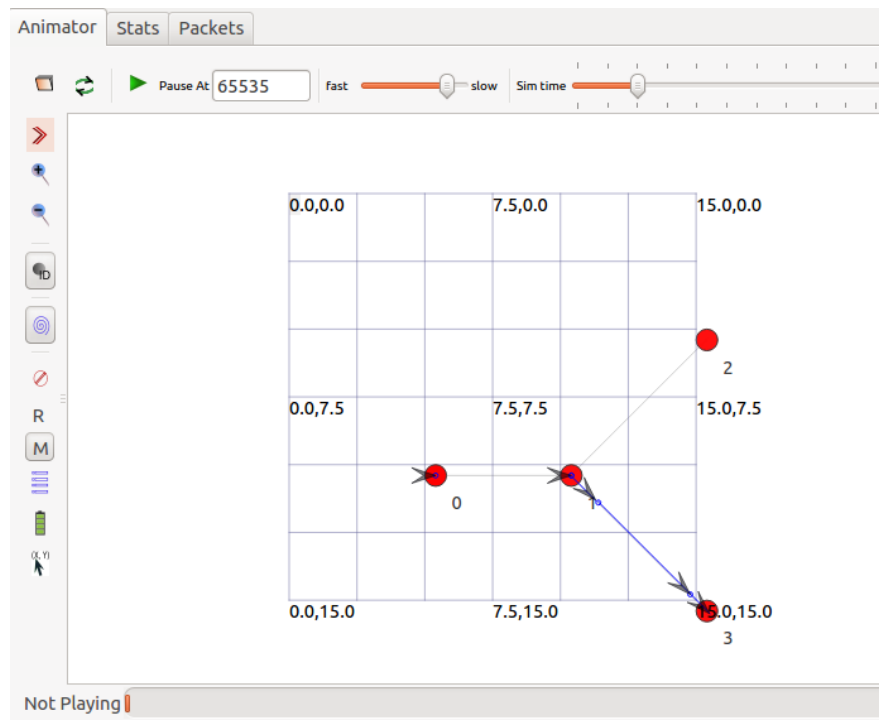 Animator Stats Packets
Pause At 65535 fast slow Sim time
0.0,0.0 7.5,0.0 15.0,0.0
ID
2
0.0,7.5 7.5,7.5 15.0,7.5
R
M
0 1
(X, Y)
0.0,15.0 7.5,15.0 15.0,15.0
3
Not Playing